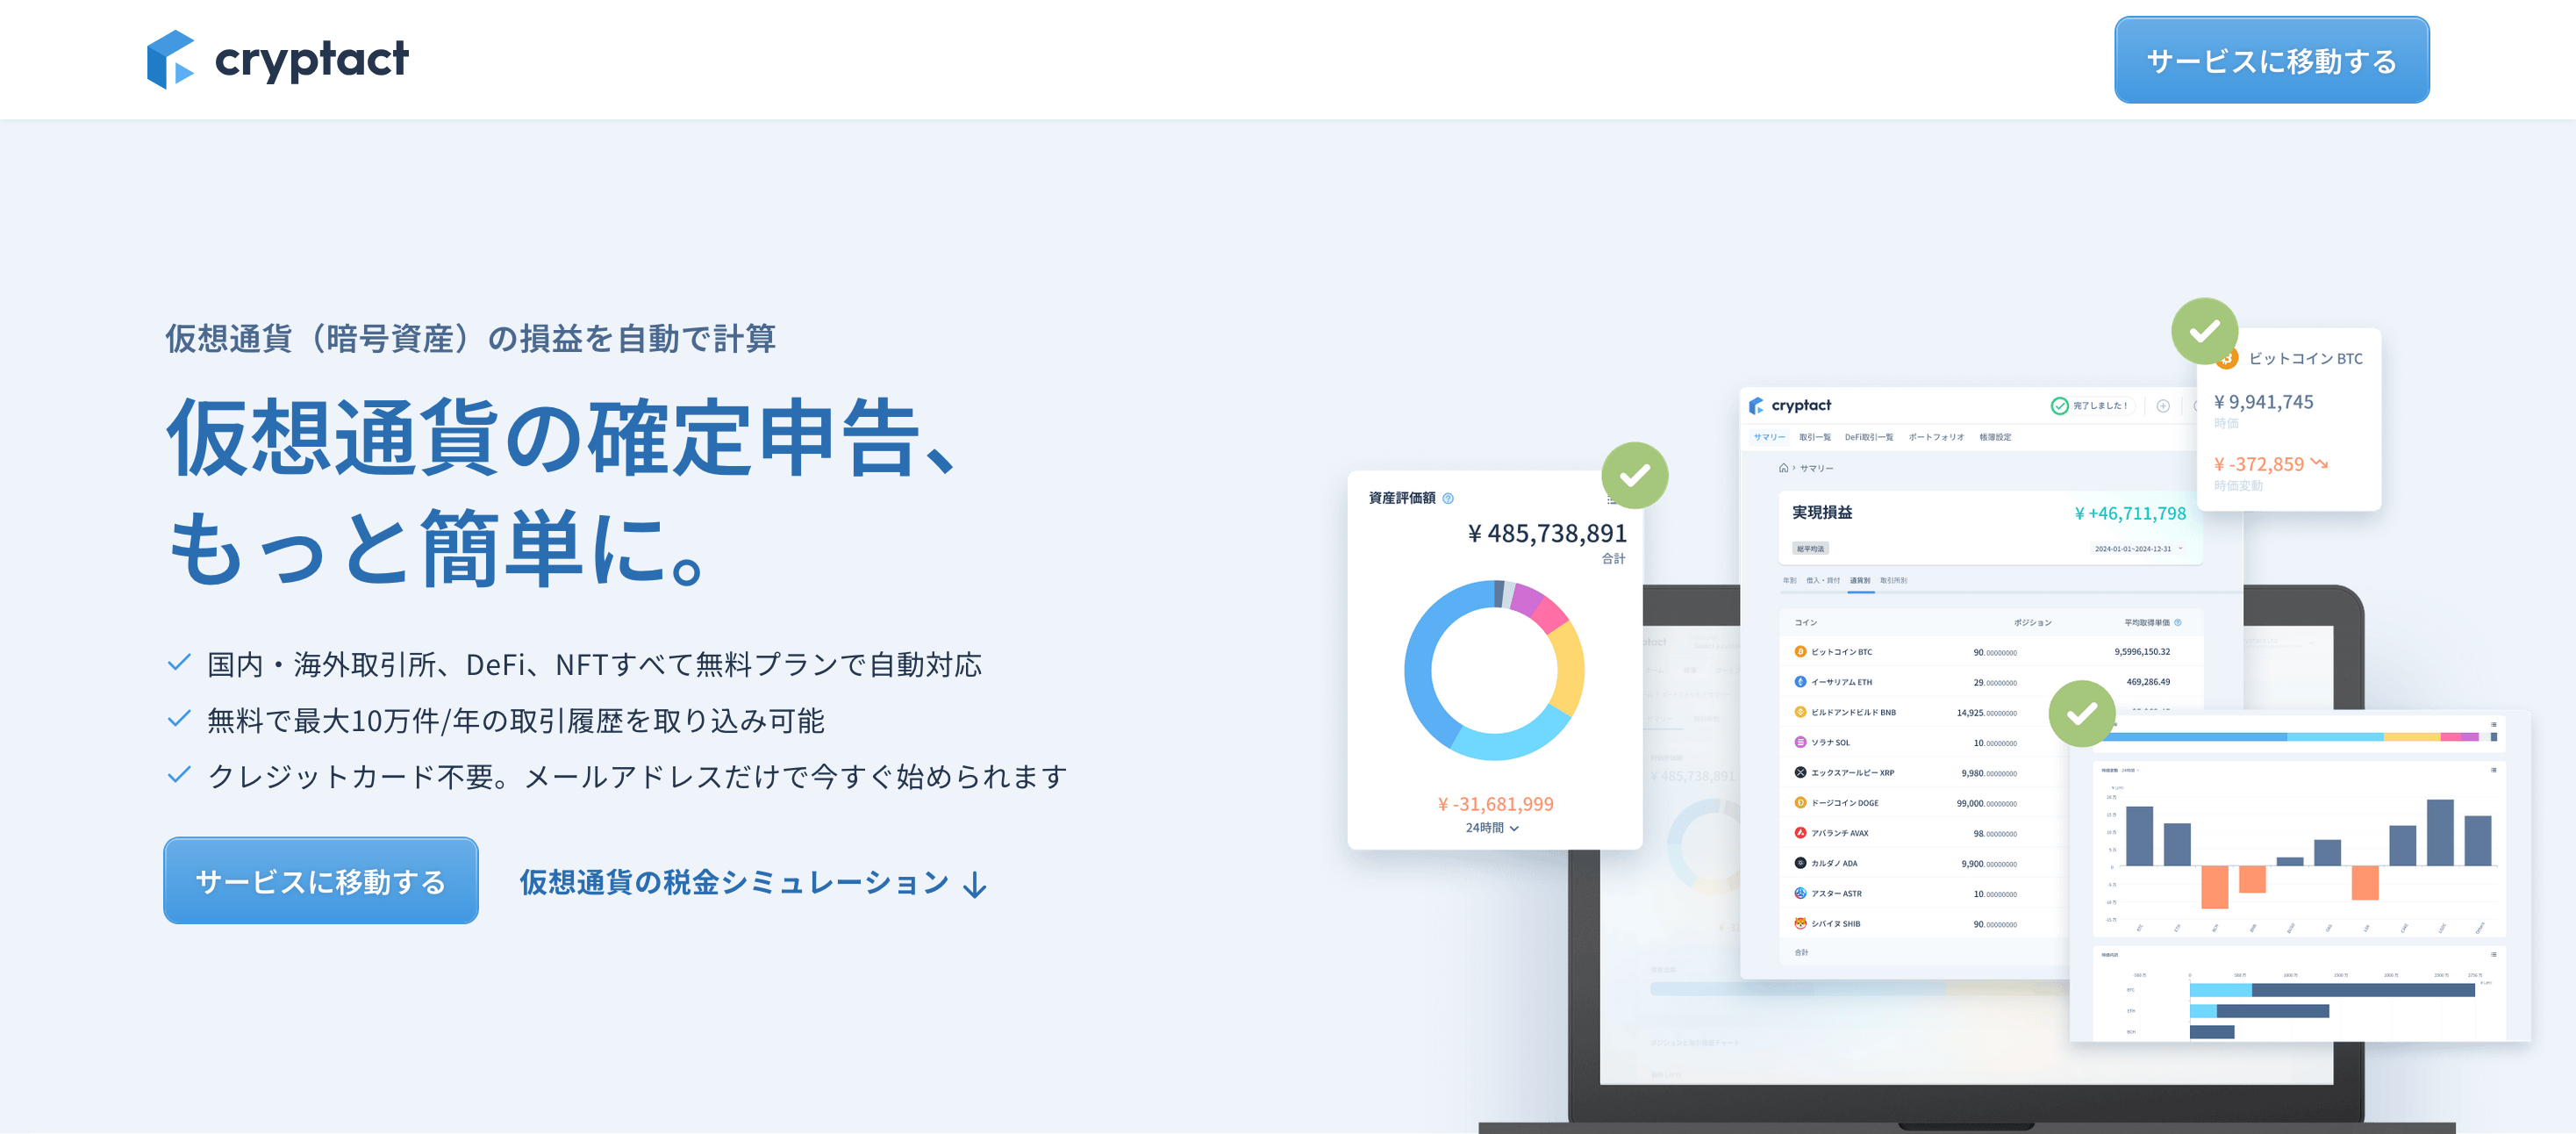 cryptact
サービスに移動する
仮想通貨（暗号資産）の損益を自動で計算
仮想通貨の確定申告、
もっと簡単に。
国内・海外取引所、DeFi、NFTすべて無料プランで自動対応
無料で最大10万件/年の取引履歴を取り込み可能
クレジットカード不要。メールアドレスだけで今すぐ始められます
サービスに移動する
仮想通貨の税金シミュレーション ↓
資産評価額
¥ 485,738,891
合計
¥ -31,681,999
24時間
cryptact
完了しました！
サマリー 取引一覧 DeFi取引一覧 ポートフォリオ 帳簿設定
サマリー
実現損益
¥ +46,711,798
総平均法
2024-01-01~2024-12-31
年別 借入・貸付 通貨別 取引所別
コイン ポジション 平均取得単価
ビットコイン BTC 90.00000000 9,5996,150.32
イーサリアム ETH 29.00000000 469,286.49
ビルドアンドビルド BNB 14,925.00000000
ソラナ SOL 10.00000000
エックスアールピー XRP 9,980.00000000
ドージコイン DOGE 99,000.00000000
アバランチ AVAX 98.00000000
カルダノ ADA 9,900.00000000
アスター ASTR 10.00000000
シバイヌ SHIB 90.00000000
合計
ビットコイン BTC
¥ 9,941,745
時価
¥ -372,859
時価変動
¥ 485,738,891
BTC
ETH